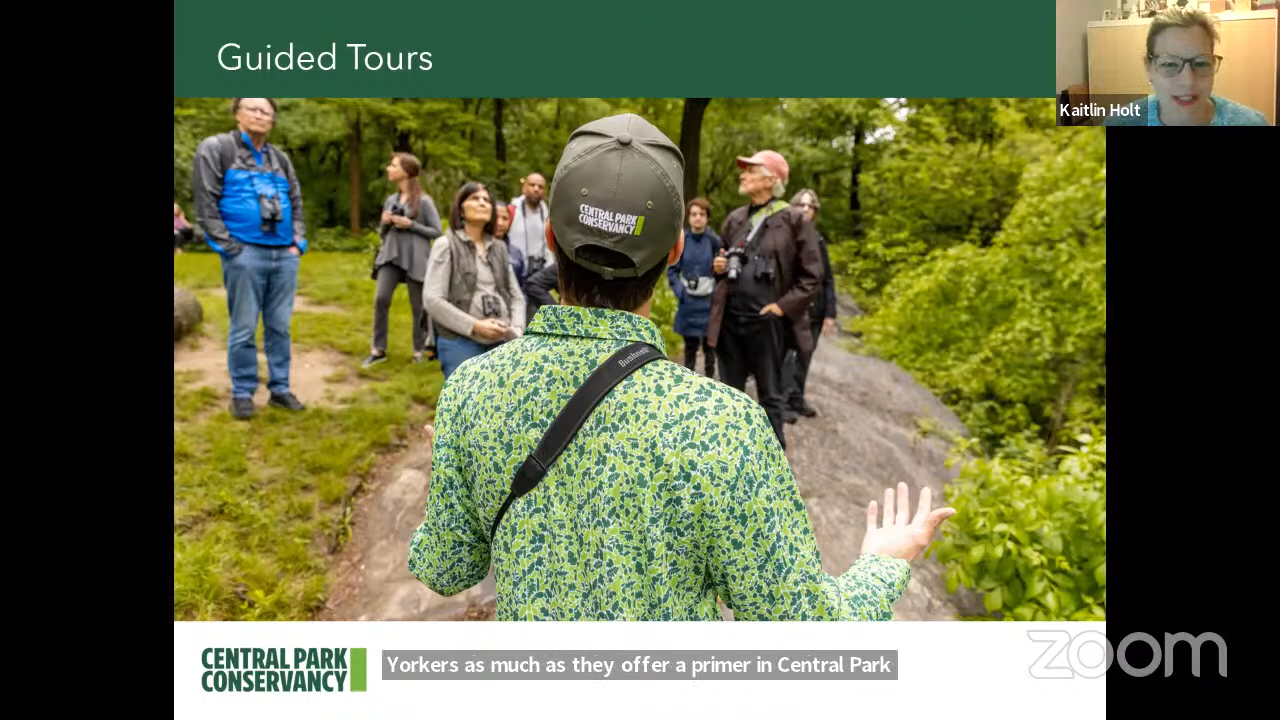 Guided Tours
Kaitlin Holt
CENTRAL PARK
CONSERVANCY
Bushnell
CENTRAL PARK
CONSERVANCY
Yorkers as much as they offer a primer in Central Park
zoom